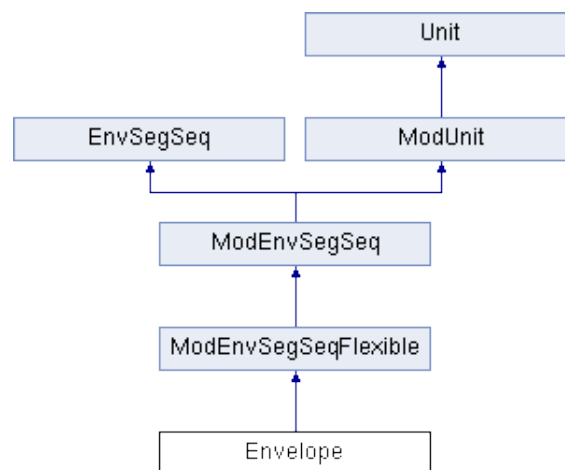 Unit
EnvSegSeq
ModUnit
ModEnvSegSeq
ModEnvSegSeqFlexible
Envelope